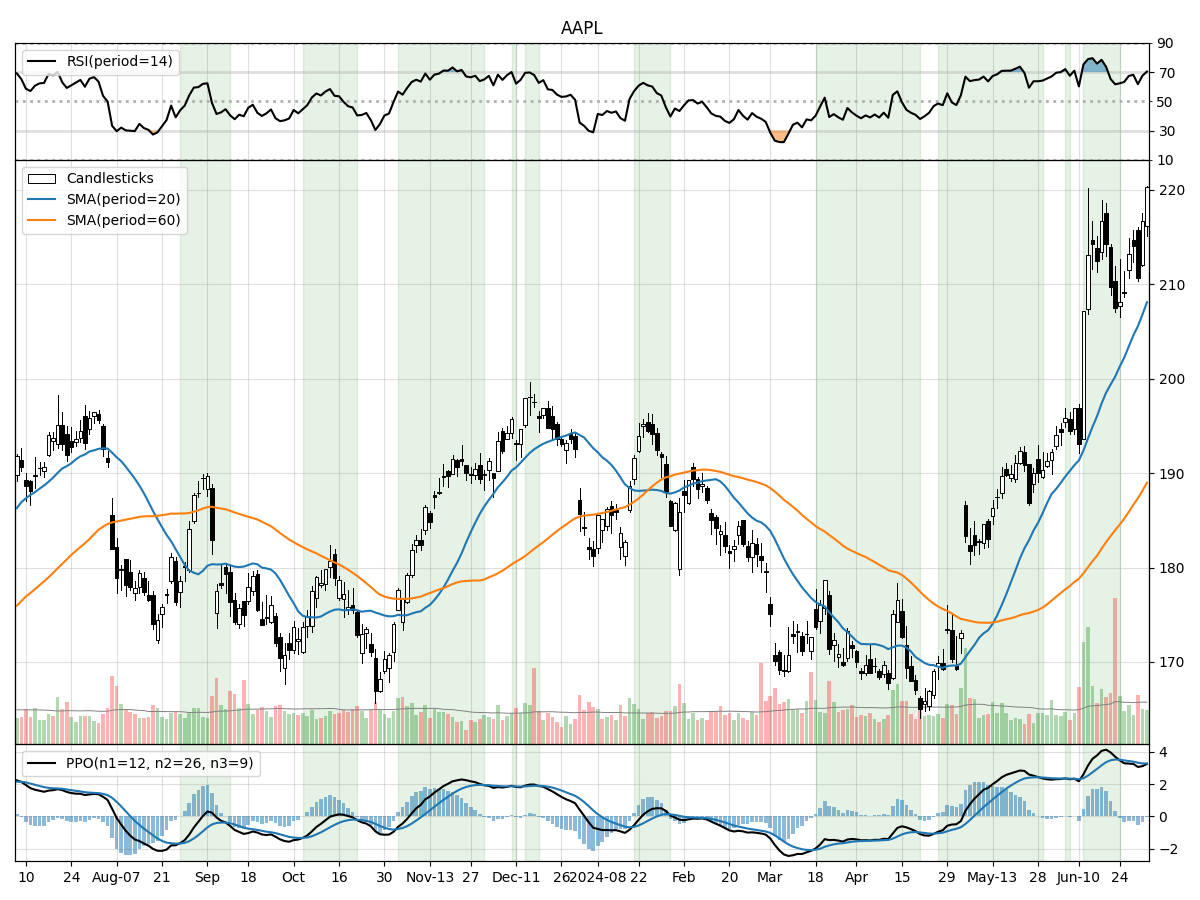 AAPL
RSI(period=14)
90
70
50
30
10
Candlesticks
SMA(period=20)
SMA(period=60)
220
210
200
190
180
170
PPO(n1=12, n2=26, n3=9)
4
2
0
−2
10 24 Aug-07 21 Sep 18 Oct 16 30 Nov-13 27 Dec-11 26 2024-08 22 Feb 20 Mar 18 Apr 15 29 May-13 28 Jun-10 24